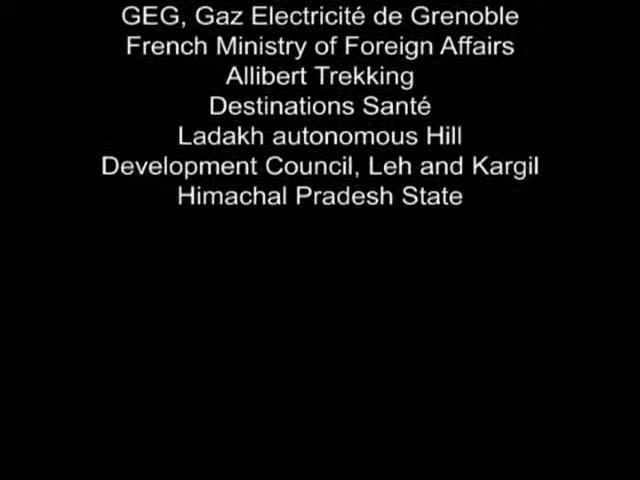 GEG, Gaz Electricité de Grenoble
French Ministry of Foreign Affairs
Allibert Trekking
Destinations Santé
Ladakh autonomous Hill
Development Council, Leh and Kargil
Himachal Pradesh State